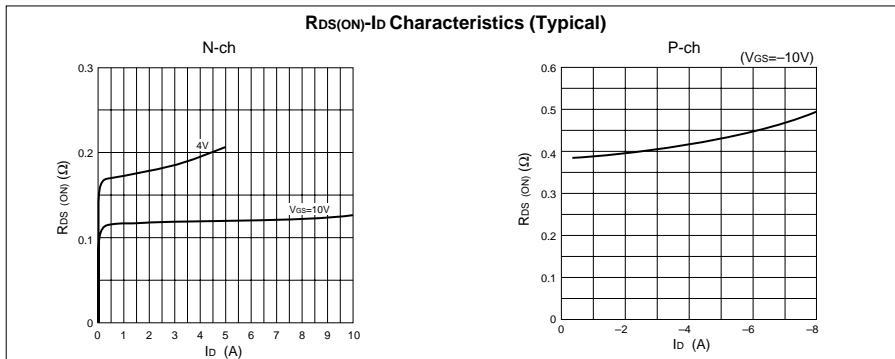 RDS(ON)-ID Characteristics (Typical)
N-ch
0.3
0.2
0.1
0
RDS (ON) (Ω)
4V
VGS=10V
0 1 2 3 4 5 6 7 8 9 10
ID (A)
P-ch
(VGS=–10V)
0.6
0.5
0.4
0.3
0.2
0.1
0
RDS (ON) (Ω)
0 –2 –4 –6 –8
ID (A)